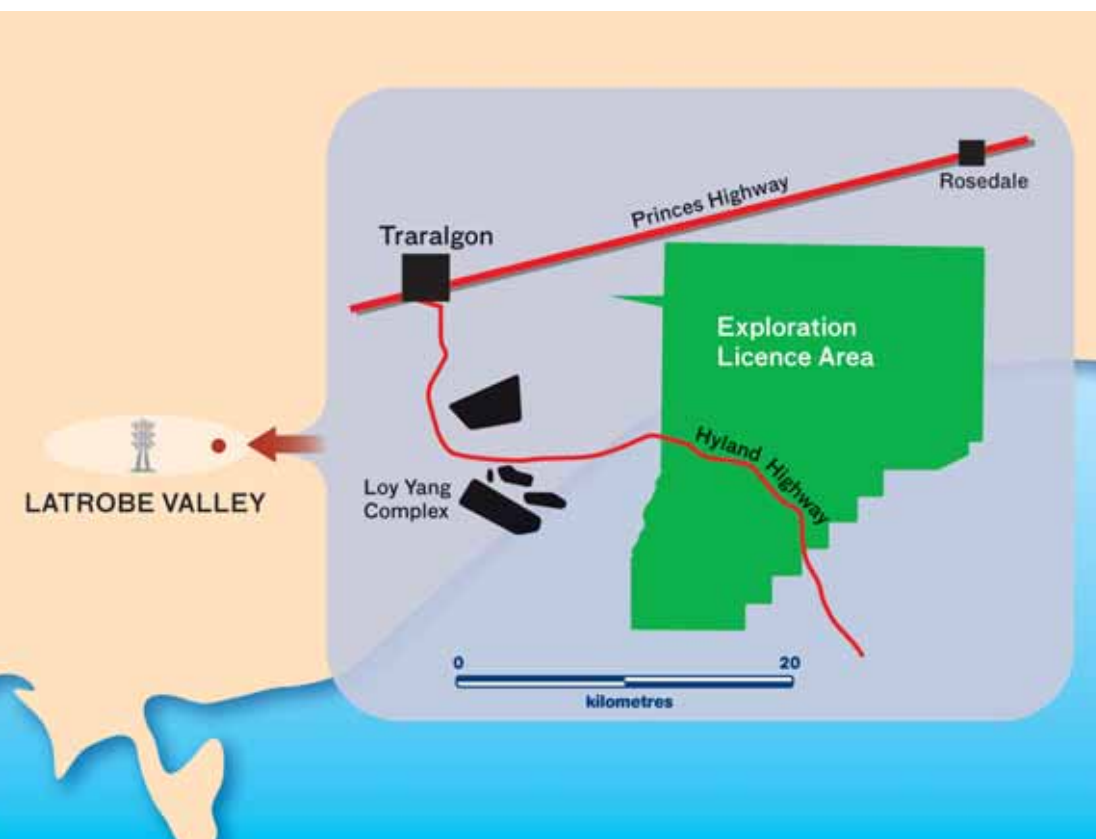 Rosedale
Princes Highway
Traralgon
Exploration
Licence Area
Hyland Highway
Loy Yang
Complex
LATROBE VALLEY
0 20
kilometres